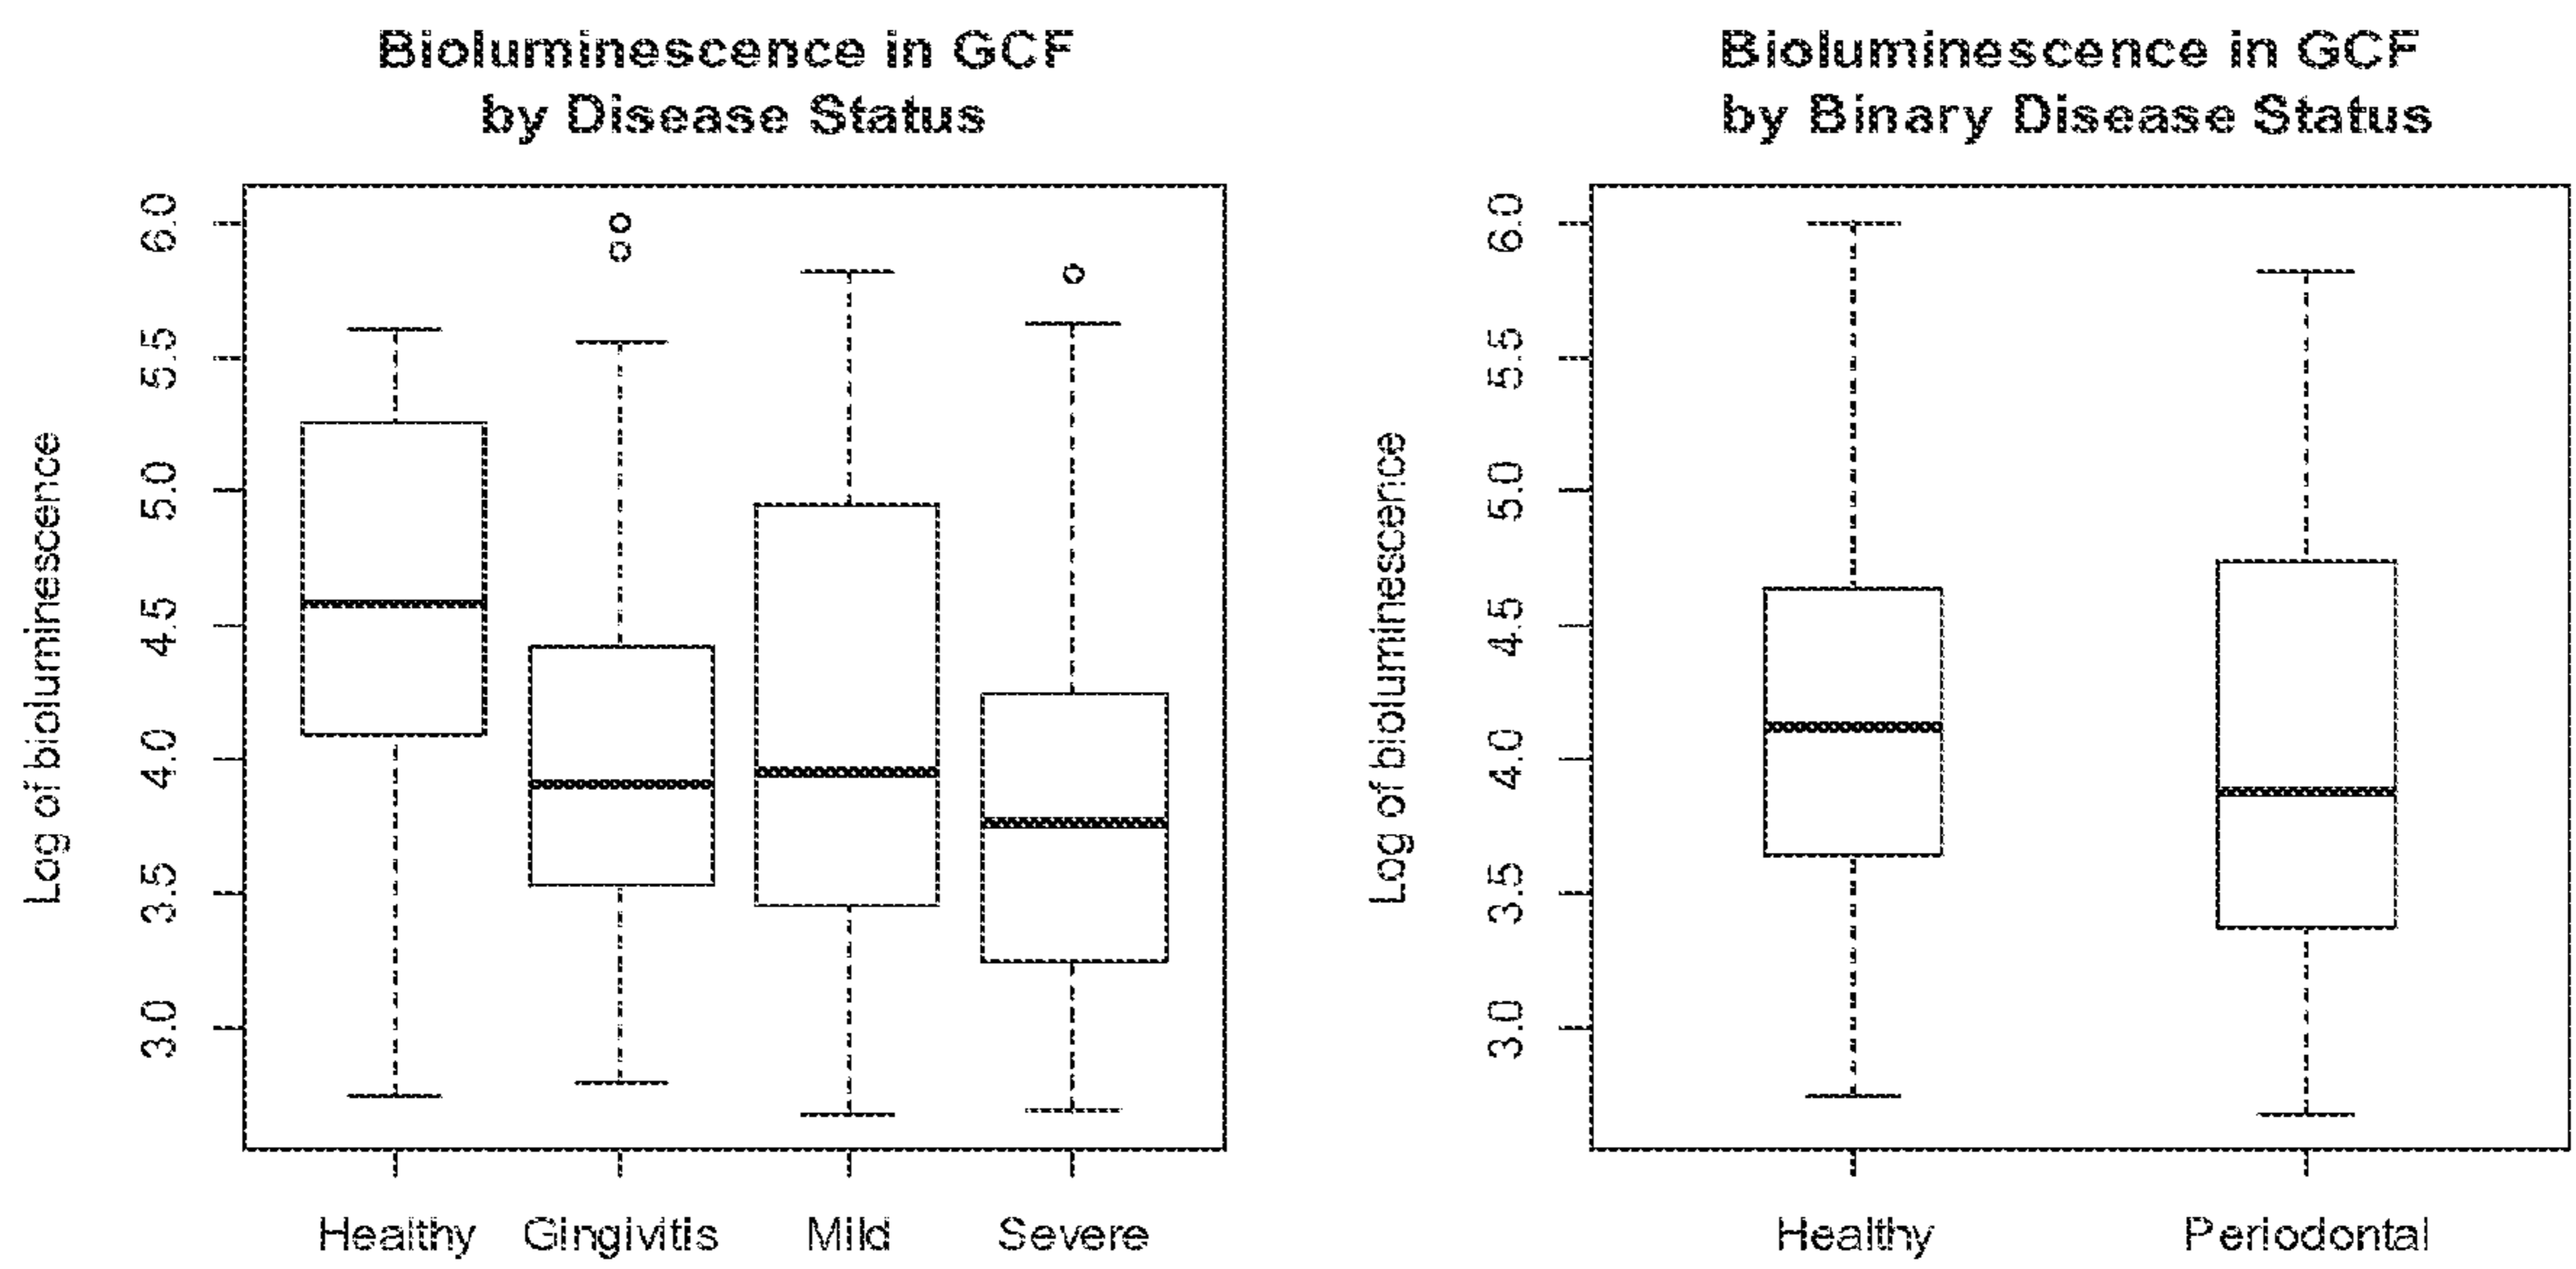 Bioluminescence in GCF
by Disease Status
Log of bioluminescence
6.0
5.5
5.0
4.5
4.0
3.5
3.0
Healthy Gingivitis Mild Severe
Bioluminescence in GCF
by Binary Disease Status
Log of bioluminescence
6.0
5.5
5.0
4.5
4.0
3.5
3.0
Healthy Periodontal